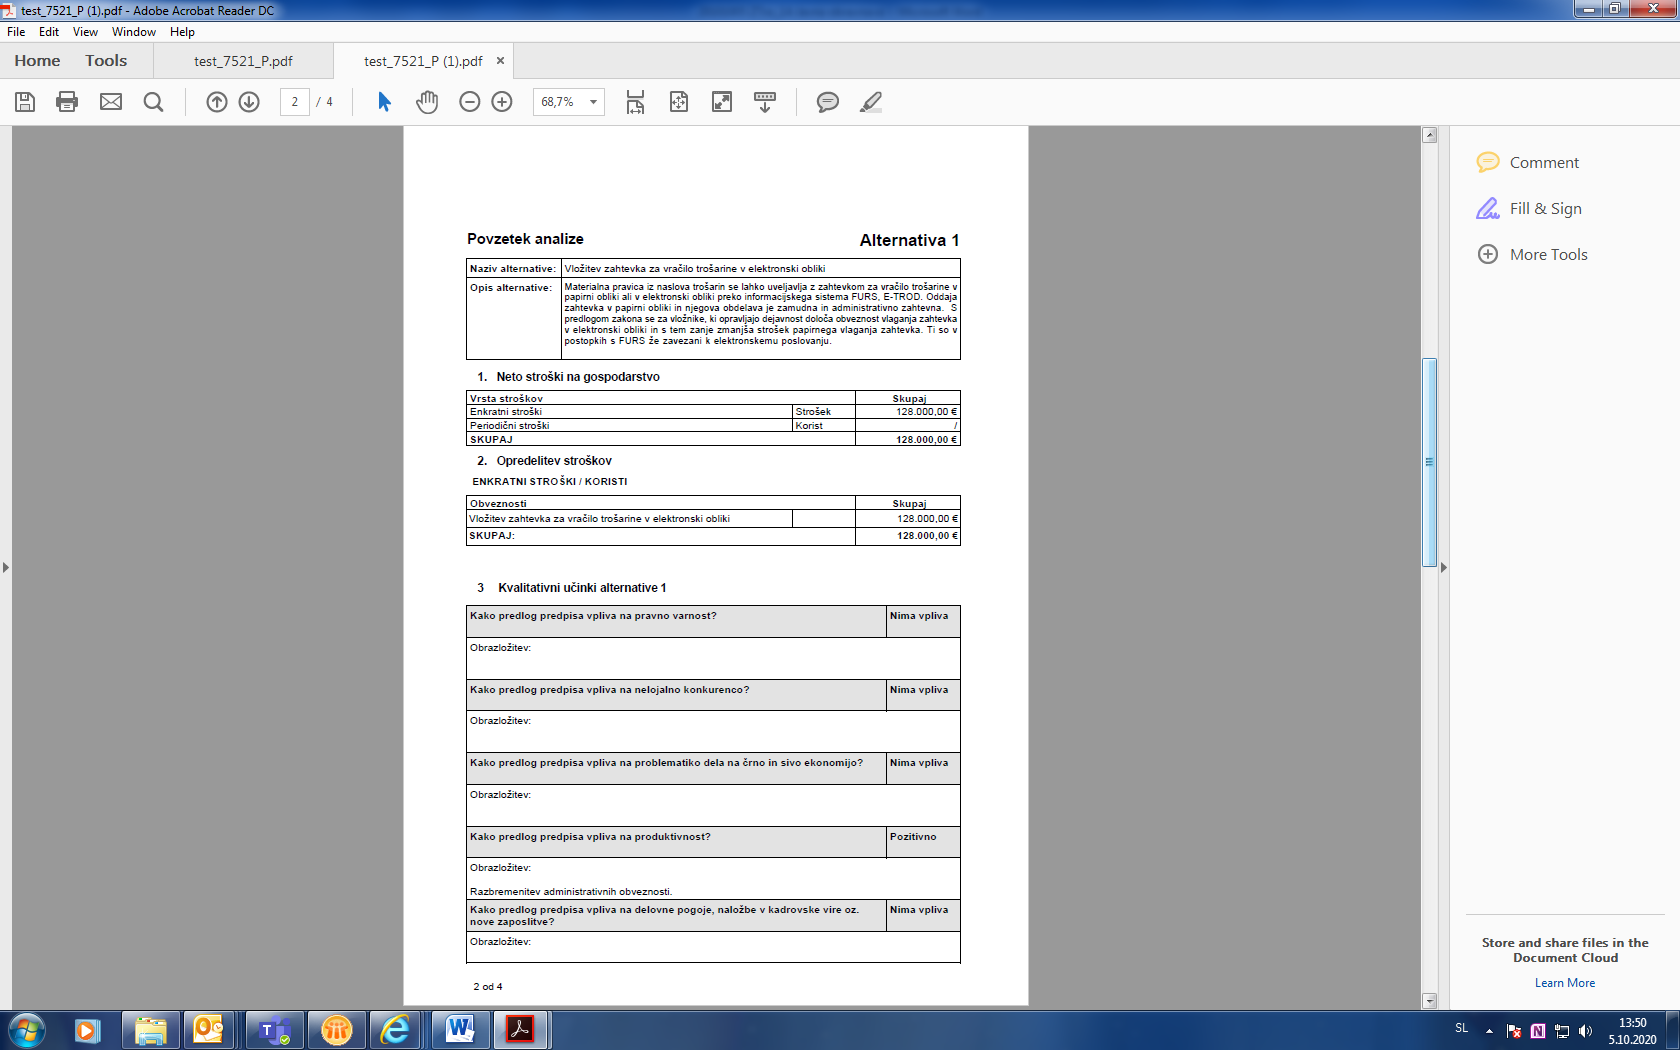 test_7521_P (1).pdf - Adobe Acrobat Reader DC
File Edit View Window Help
Home Tools test_7521_P.pdf test_7521_P (1).pdf ×
2 / 4 68,7%
Comment
Fill & Sign
More Tools
Povzetek analize Alternativa 1
Naziv alternative: Vložitev zahtevka za vračilo trošarine v elektronski obliki
Opis alternative: Materialna pravica iz naslova trošarin se lahko uveljavlja z zahtevkom za vračilo trošarine v
papirni obliki ali v elektronski obliki preko informacijskega sistema FURS, E-TROD. Oddaja
zahtevka v papirni obliki in njegova obdelava je zamudna in administrativno zahtevna. S
predlogom zakona se za vložnike, ki opravljajo dejavnost določa obveznost vlaganja zahtevka
v elektronski obliki in s tem zanje zmanjša strošek papirnega vlaganja zahtevka. Ti so v
postopkih s FURS že zavezani k elektronskemu poslovanju.
1. Neto stroški na gospodarstvo
Vrsta stroškov Skupaj
Enkratni stroški Strošek 128.000,00 €
Periodični stroški Korist /
SKUPAJ 128.000,00 €
2. Opredelitev stroškov
ENKRATNI STROŠKI / KORISTI
Obveznosti Skupaj
Vložitev zahtevka za vračilo trošarine v elektronski obliki 128.000,00 €
SKUPAJ: 128.000,00 €
3 Kvalitativni učinki alternative 1
Kako predlog predpisa vpliva na pravno varnost? Nima vpliva
Obrazložitev:
Kako predlog predpisa vpliva na nelojalno konkurenco? Nima vpliva
Obrazložitev:
Kako predlog predpisa vpliva na problematiko dela na črno in sivo ekonomijo? Nima vpliva
Obrazložitev:
Kako predlog predpisa vpliva na produktivnost? Pozitivno
Obrazložitev:
Razbremenitev administrativnih obveznosti.
Kako predlog predpisa vpliva na delovne pogoje, naložbe v kadrovske vire oz. Nima vpliva
nove zaposlitve?
Obrazložitev:
2 od 4
Store and share files in the
Document Cloud
Learn More
SL
13:50
5.10.2020